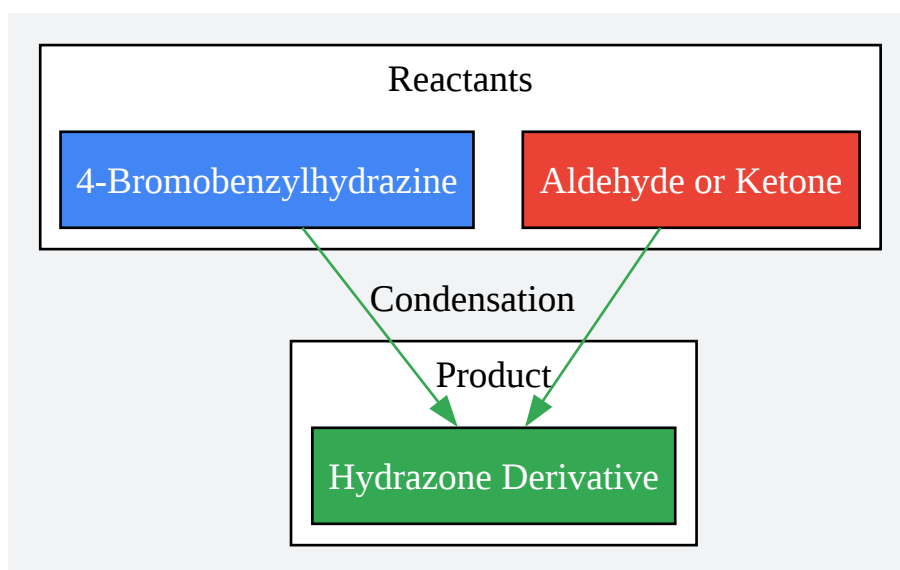 Reactants
4-Bromobenzylhydrazine
Aldehyde or Ketone
Condensation
Product
Hydrazone Derivative